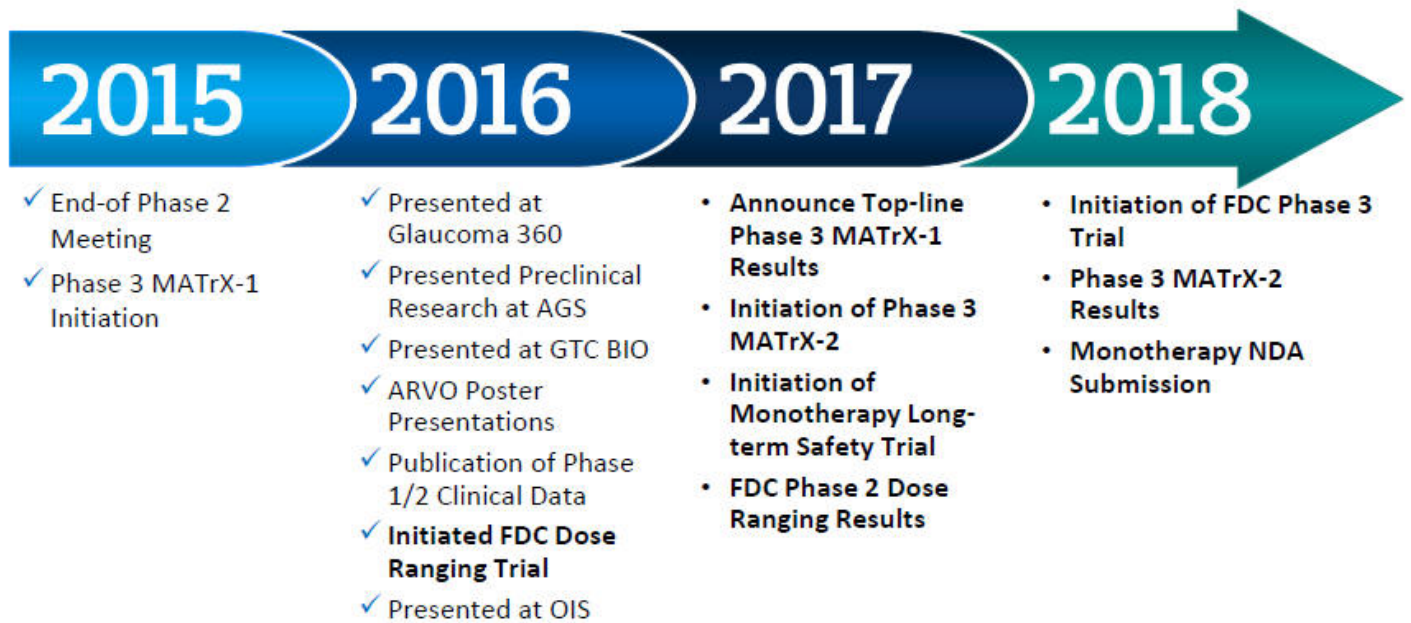 2015
2016
2017
2018
✓ End-of Phase 2
Meeting
✓ Phase 3 MATrX-1
Initiation
✓ Presented at
Glaucoma 360
✓ Presented Preclinical
Research at AGS
✓ Presented at GTC BIO
✓ ARVO Poster
Presentations
✓ Publication of Phase
1/2 Clinical Data
✓ Initiated FDC Dose
Ranging Trial
✓ Presented at OIS
• Announce Top-line
Phase 3 MATrX-1
Results
• Initiation of Phase 3
MATrX-2
• Initiation of
Monotherapy Long-
term Safety Trial
• FDC Phase 2 Dose
Ranging Results
• Initiation of FDC Phase 3
Trial
• Phase 3 MATrX-2
Results
• Monotherapy NDA
Submission